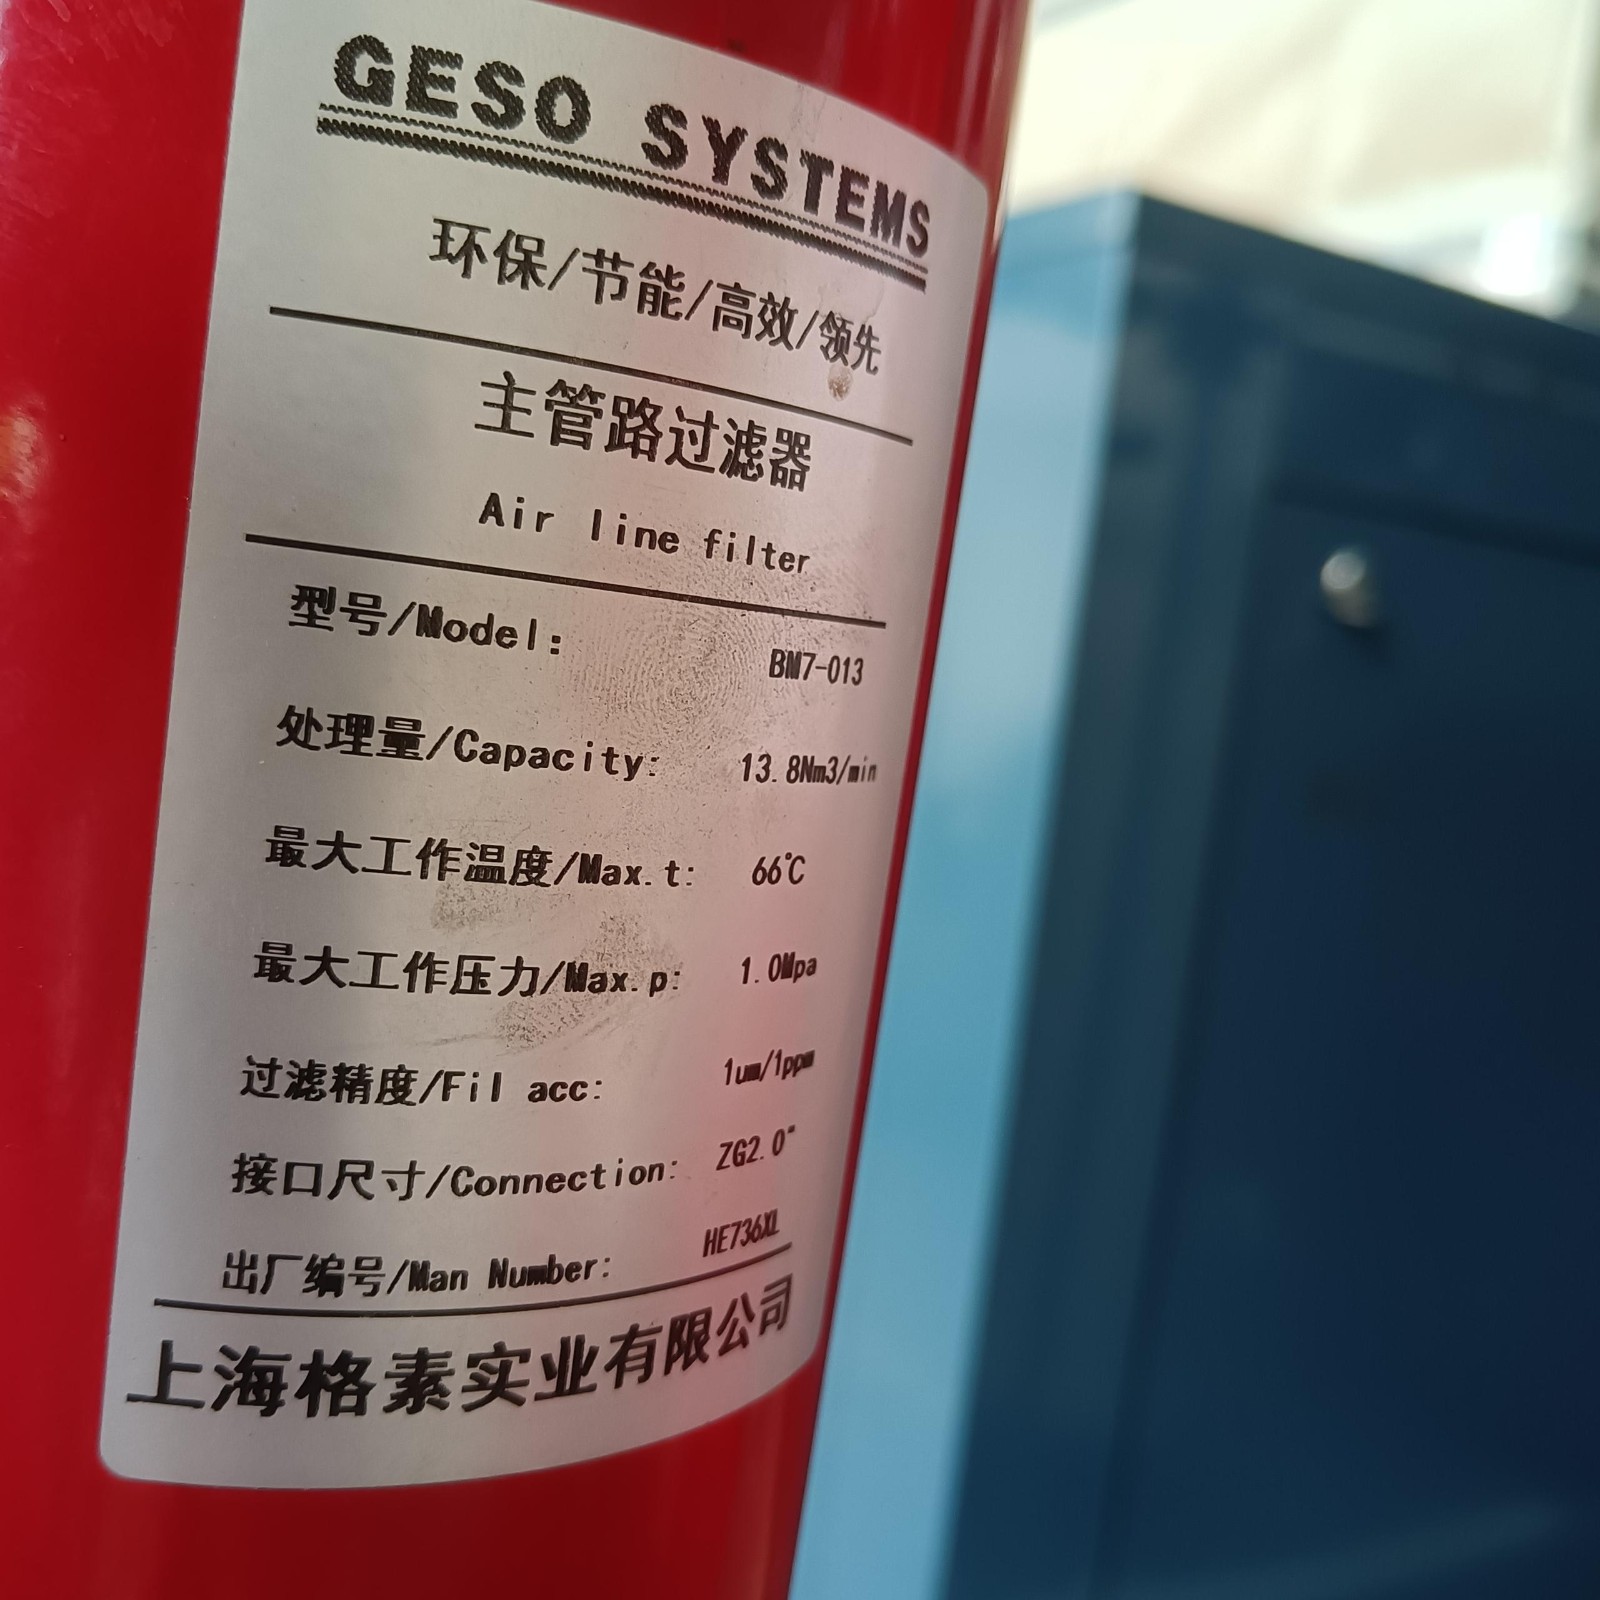 GESO SYSTEMS
环保/节能/高效/领先
主管路过滤器
Air line filter
型号/Model: BM7-013
处理量/Capacity: 13.8Nm3/min
最大工作温度/Max.t: 66℃
最大工作压力/Max.p: 1.0Mpa
过滤精度/Fil acc: 1um/1ppm
接口尺寸/Connection: ZG2.0"
出厂编号/Man Number: HE736XL
上海格素实业有限公司